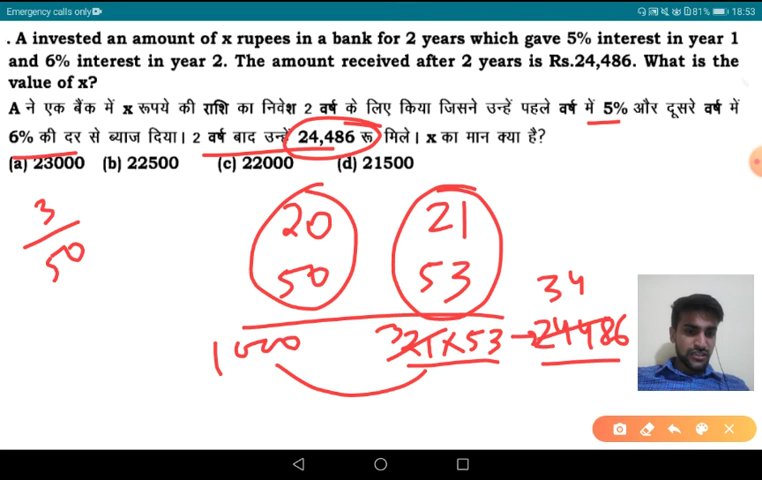 Emergency calls only
81% 18:53
. A invested an amount of x rupees in a bank for 2 years which gave 5% interest in year 1
and 6% interest in year 2. The amount received after 2 years is Rs.24,486. What is the
value of x?
A ने एक बैंक में x रूपये की राशि का निवेश 2 वर्ष के लिए किया जिसने उन्हें पहले वर्ष में 5% और दूसरे वर्ष में
6% की दर से ब्याज दिया। 2 वर्ष बाद उन्हें 24,486 रू मिले। x का मान क्या है?
(a) 23000 (b) 22500 (c) 22000 (d) 21500
3
50
20 21
50 53
34
1000 3 21×53 → 24486